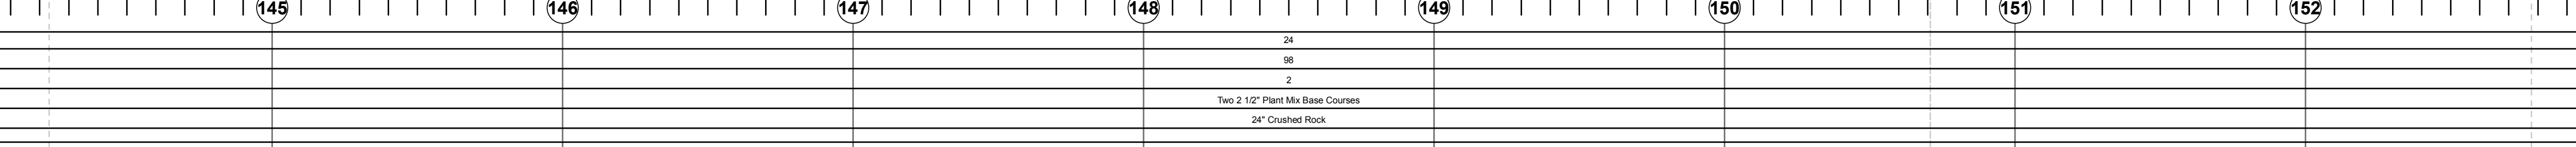 145 146 147 148 149 150 151 152
24
98
2
Two 2 1/2" Plant Mix Base Courses
24" Crushed Rock